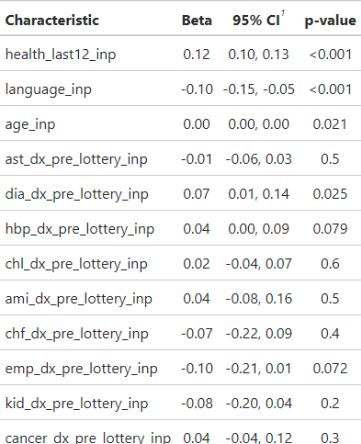 Characteristic Beta 95% CI¹ p-value
health_last12_inp 0.12 0.10, 0.13 <0.001
language_inp -0.10 -0.15, -0.05 <0.001
age_inp 0.00 0.00, 0.00 0.021
ast_dx_pre_lottery_inp -0.01 -0.06, 0.03 0.5
dia_dx_pre_lottery_inp 0.07 0.01, 0.14 0.025
hbp_dx_pre_lottery_inp 0.04 0.00, 0.09 0.079
chl_dx_pre_lottery_inp 0.02 -0.04, 0.07 0.6
ami_dx_pre_lottery_inp 0.04 -0.08, 0.16 0.5
chf_dx_pre_lottery_inp -0.07 -0.22, 0.09 0.4
emp_dx_pre_lottery_inp -0.10 -0.21, 0.01 0.072
kid_dx_pre_lottery_inp -0.08 -0.20, 0.04 0.2
cancer_dx_pre_lottery_inp 0.04 -0.04, 0.12 0.3